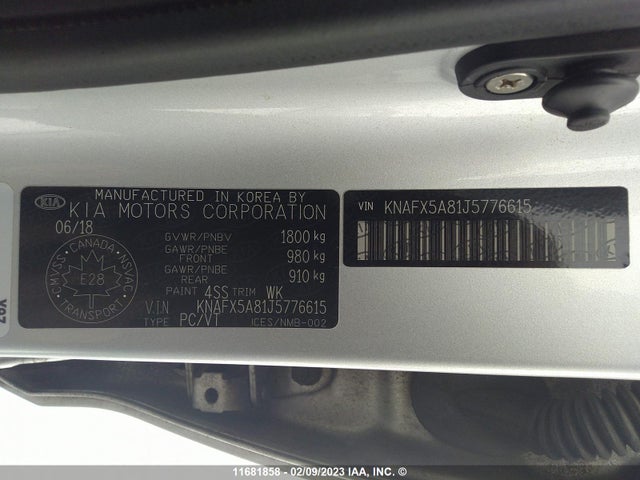 MANUFACTURED IN KOREA BY
KIA KIA MOTORS CORPORATION
06/18
GVWR/PNBV 1800 kg
GAWR/PNBE FRONT 980 kg
GAWR/PNBE REAR 910 kg
PAINT 4SS TRIM WK
VIN KNAFX5A81J5776615
TYPE PC/VT ICES/NMB-002
CANADA
CMVSS NSVAC
E28
TRANSPORT
VIN KNAFX5A81J5776615
11681858 - 02/09/2023 IAA, INC. ©